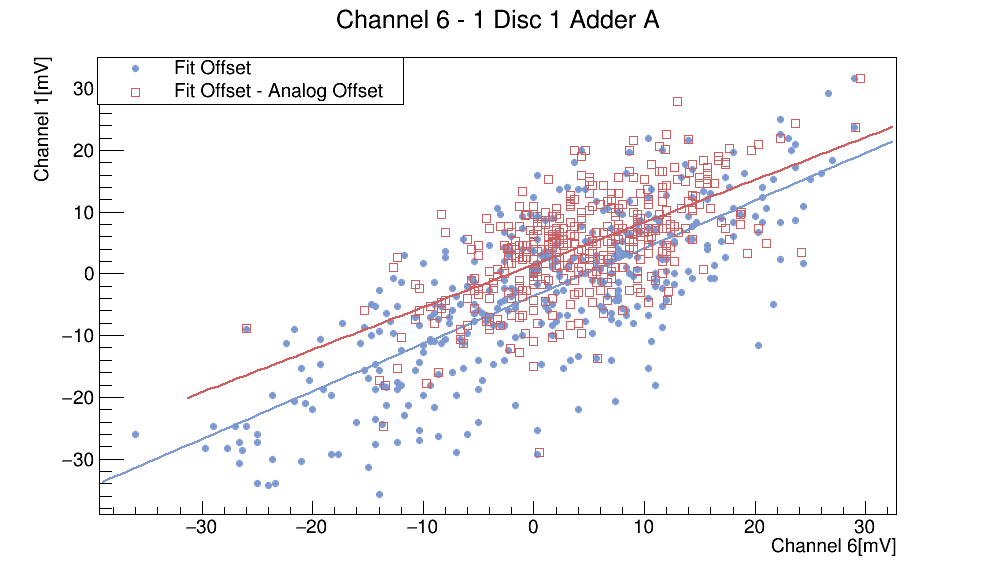 Channel 6 - 1 Disc 1 Adder A
Channel 1[mV]
Fit Offset
Fit Offset - Analog Offset
30
20
10
0
−10
−20
−30
−30 −20 −10 0 10 20 30
Channel 6[mV]